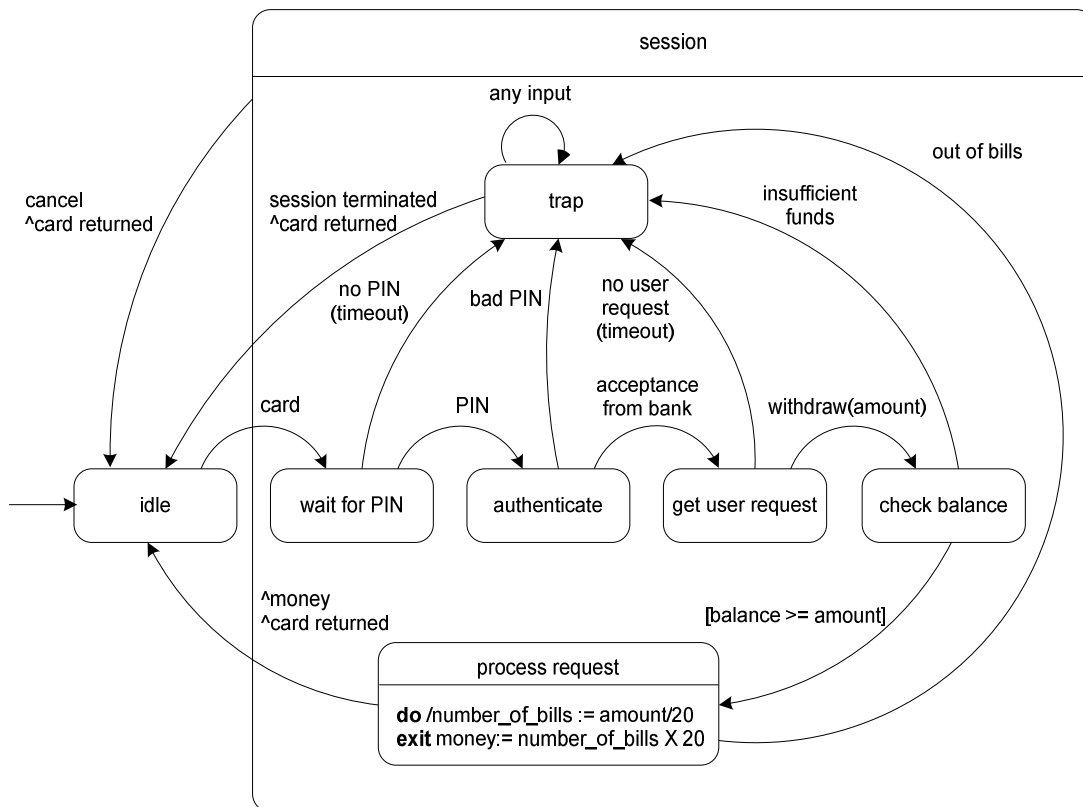 session
any input
out of bills
cancel
^card returned
session terminated
^card returned
trap
insufficient
funds
no PIN
(timeout)
bad PIN
no user
request
(timeout)
card
PIN
acceptance
from bank
withdraw(amount)
idle
wait for PIN
authenticate
get user request
check balance
^money
^card returned
[balance >= amount]
process request
do /number_of_bills := amount/20
exit money:= number_of_bills X 20